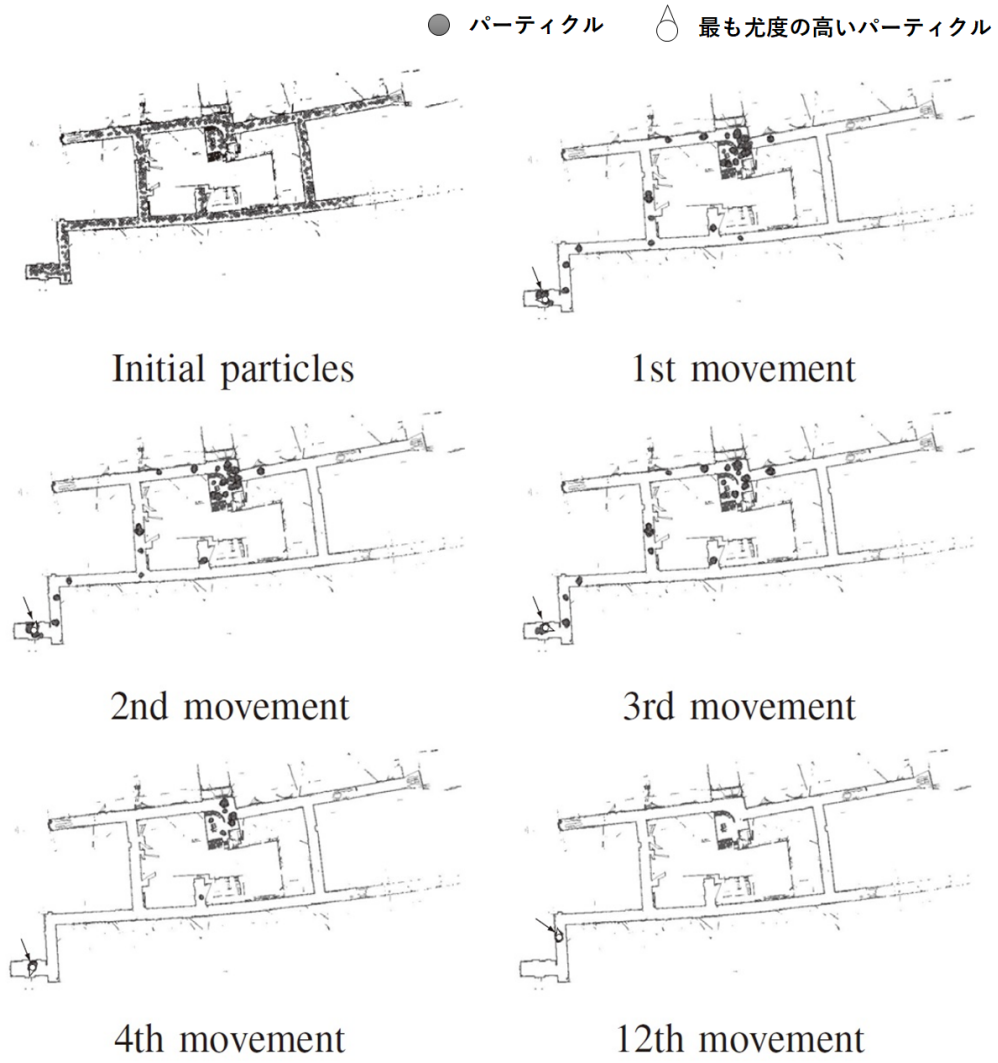 パーティクル
最も尤度の高いパーティクル
Initial particles
1st movement
2nd movement
3rd movement
4th movement
12th movement